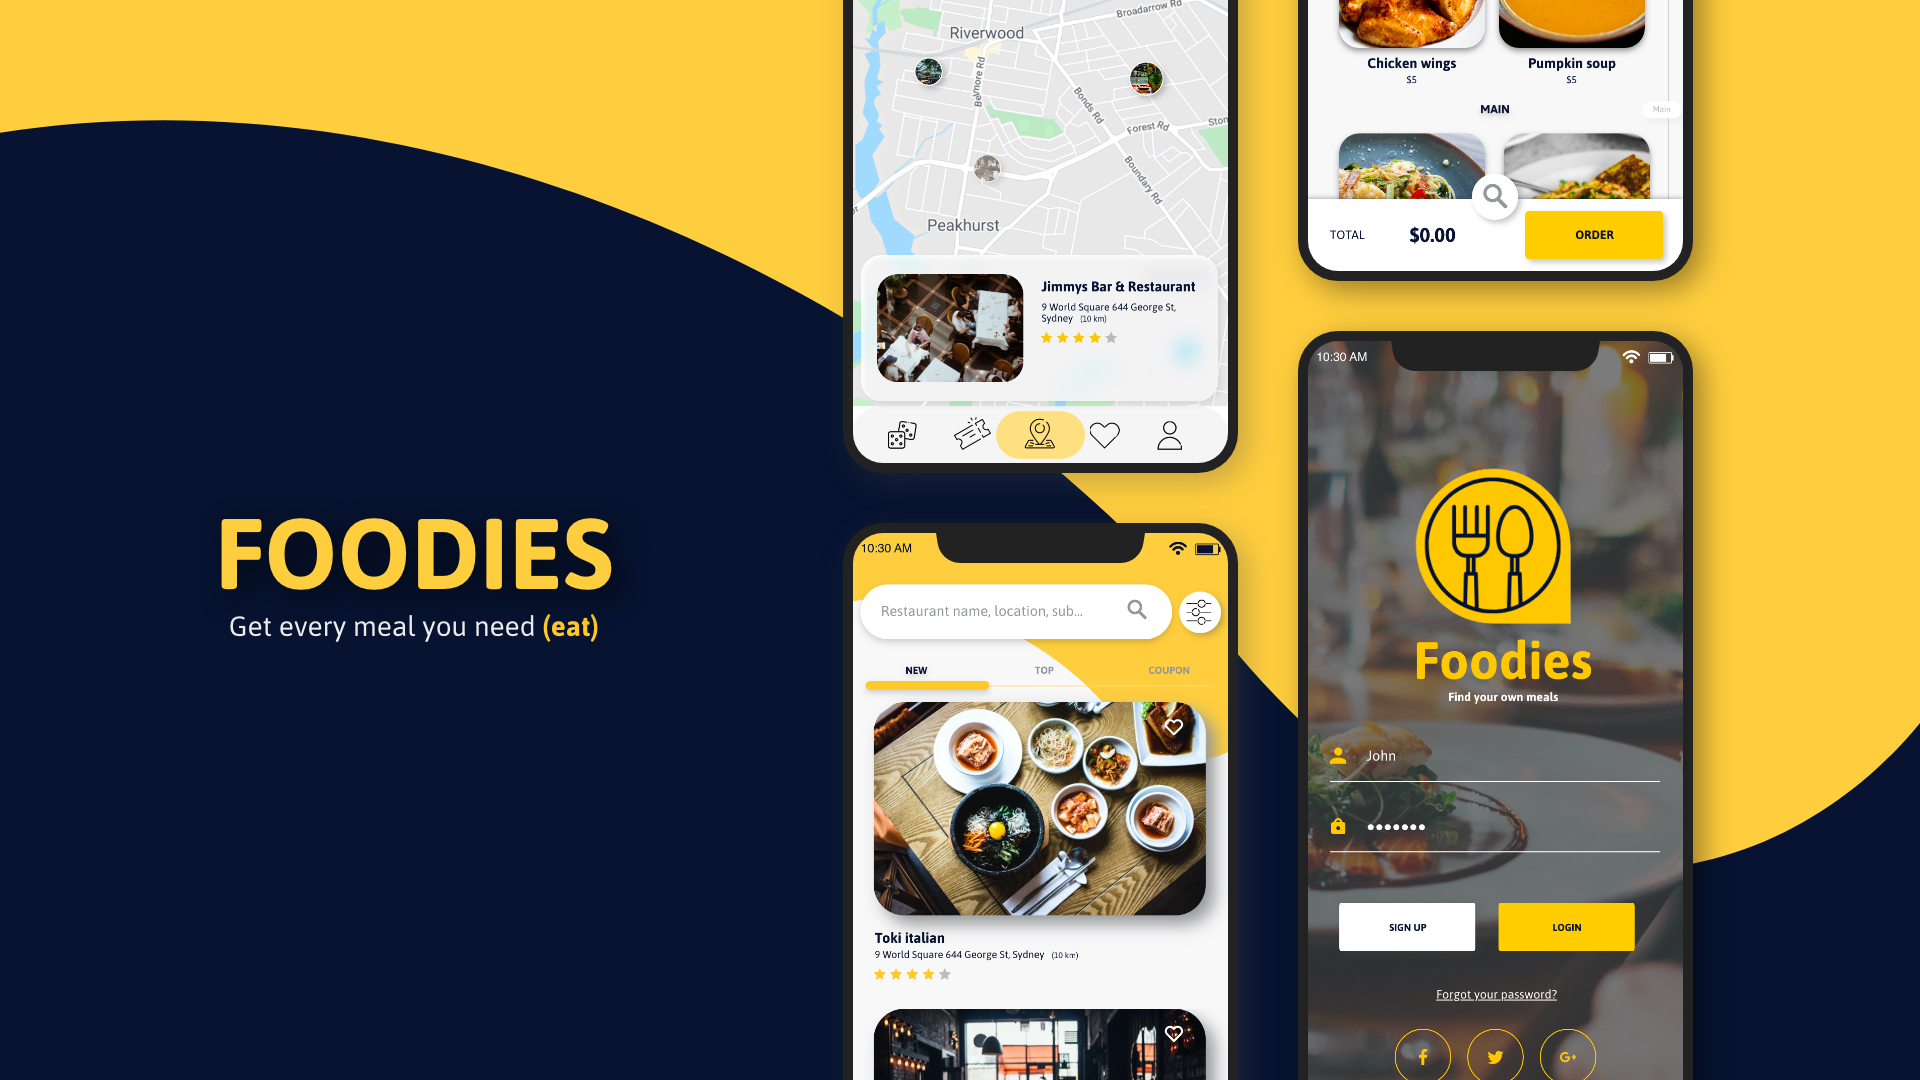 FOODIES
Get every meal you need (eat)
Broadarrow Rd
Riverwood
Belmore Rd
Bonds Rd
Forest Rd
Ston
Boundary Rd
Peakhurst
Jimmys Bar & Restaurant
9 World Square 644 George St,
Sydney (10 km)
10:30 AM
Restaurant name, location, sub...
NEW TOP COUPON
Toki italian
9 World Square 644 George St, Sydney (10 km)
Chicken wings Pumpkin soup
$5 $5
MAIN
Main
TOTAL $0.00 ORDER
10:30 AM
Foodies
Find your own meals
John
SIGN UP LOGIN
Forgot your password?
f G+